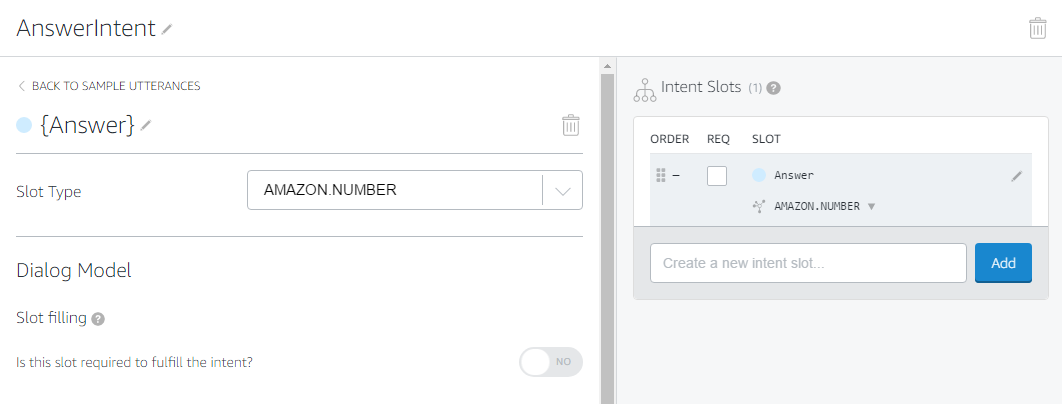 AnswerIntent
BACK TO SAMPLE UTTERANCES
{Answer}
Slot Type
AMAZON.NUMBER
Dialog Model
Slot filling ?
Is this slot required to fulfill the intent?
NO
Intent Slots (1) ?
ORDER REQ SLOT
– Answer
AMAZON.NUMBER
Create a new intent slot...
Add